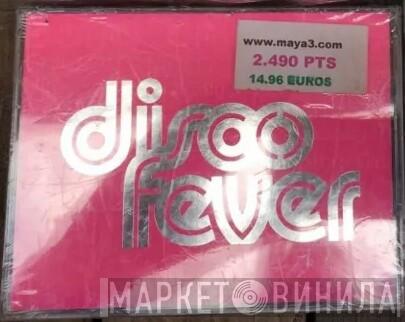 www.maya3.com
2.490 PTS
14.96 EUROS
disco
fever
МАРКЕТ ВИНИЛА